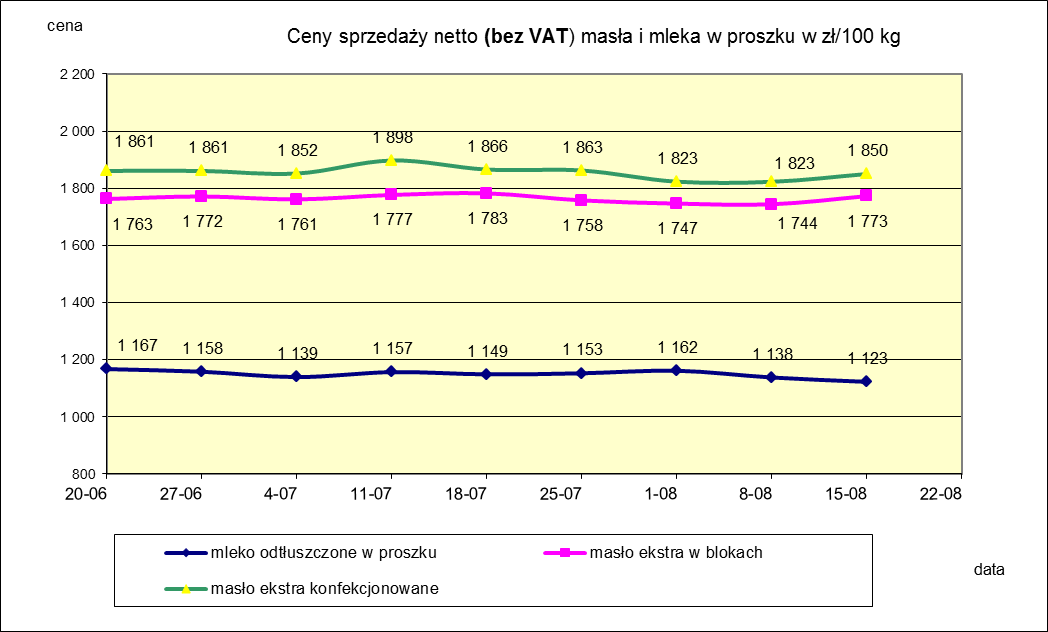 cena
Ceny sprzedaży netto (bez VAT) masła i mleka w proszku w zł/100 kg
2 200
2 000
1 800
1 600
1 400
1 200
1 000
800
1 861 1 861 1 852 1 898 1 866 1 863 1 823 1 823 1 850
1 763 1 772 1 761 1 777 1 783 1 758 1 747 1 744 1 773
1 167 1 158 1 139 1 157 1 149 1 153 1 162 1 138 1 123
20-06 27-06 4-07 11-07 18-07 25-07 1-08 8-08 15-08 22-08
mleko odtłuszczone w proszku masło ekstra w blokach
masło ekstra konfekcjonowane
data